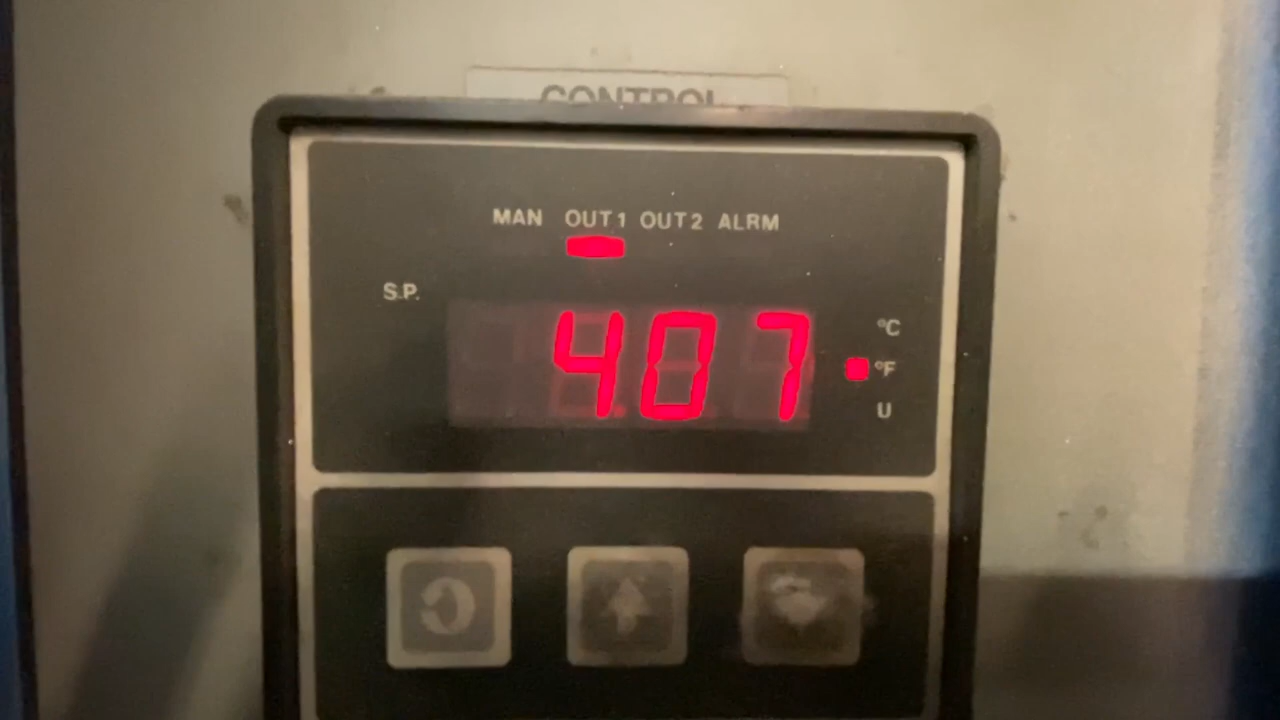 CONTROL
MAN OUT1 OUT2 ALRM
S.P.
407
°C
°F
U